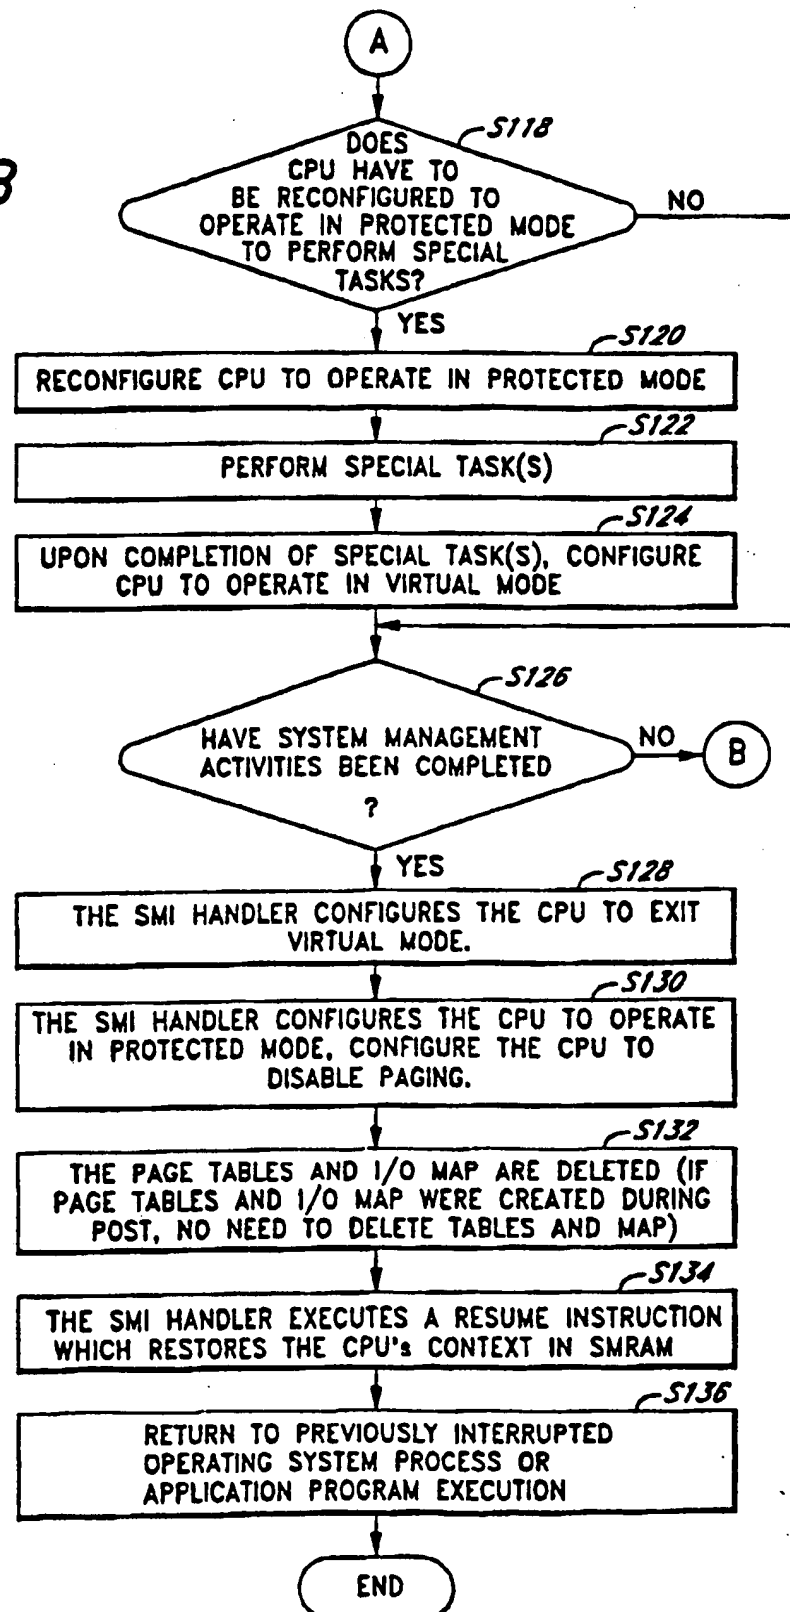 A
S118
DOES
CPU HAVE TO
BE RECONFIGURED TO
OPERATE IN PROTECTED MODE
TO PERFORM SPECIAL
TASKS?
NO
B
YES
S120
RECONFIGURE CPU TO OPERATE IN PROTECTED MODE
S122
PERFORM SPECIAL TASK(S)
S124
UPON COMPLETION OF SPECIAL TASK(S), CONFIGURE
CPU TO OPERATE IN VIRTUAL MODE
S126
HAVE SYSTEM MANAGEMENT
ACTIVITIES BEEN COMPLETED
?
NO
B
YES
S128
THE SMI HANDLER CONFIGURES THE CPU TO EXIT
VIRTUAL MODE.
S130
THE SMI HANDLER CONFIGURES THE CPU TO OPERATE
IN PROTECTED MODE, CONFIGURE THE CPU TO
DISABLE PAGING.
S132
THE PAGE TABLES AND I/O MAP ARE DELETED (IF
PAGE TABLES AND I/O MAP WERE CREATED DURING
POST, NO NEED TO DELETE TABLES AND MAP)
S134
THE SMI HANDLER EXECUTES A RESUME INSTRUCTION
WHICH RESTORES THE CPU's CONTEXT IN SMRAM
S136
RETURN TO PREVIOUSLY INTERRUPTED
OPERATING SYSTEM PROCESS OR
APPLICATION PROGRAM EXECUTION
END